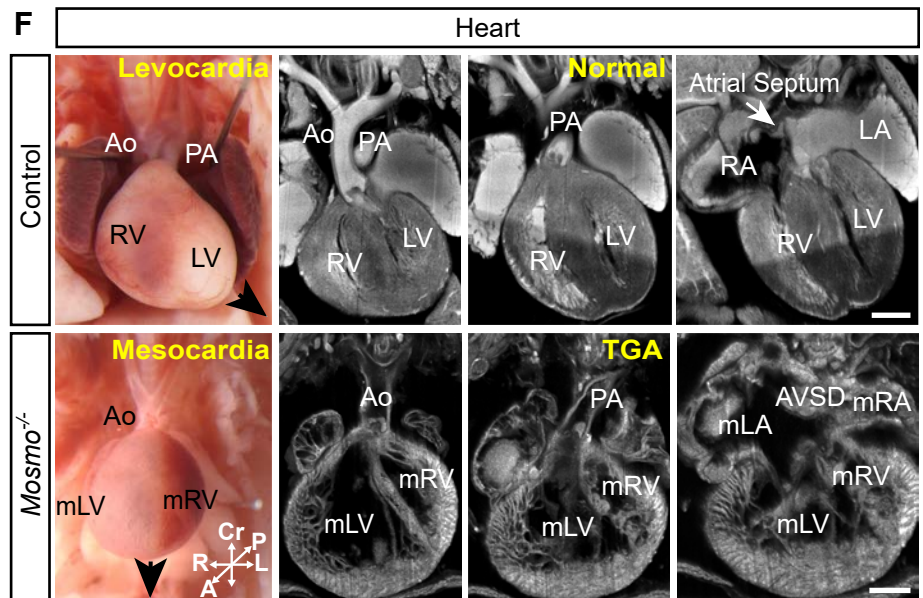 F
Heart
Control
Levocardia
Ao
PA
RV
LV
Ao
PA
RV
LV
Normal
PA
RV
LV
Atrial Septum
LA
RA
RV
LV
Mosmo-/-
Mesocardia
Ao
mLV
mRV
Cr
P
R
L
A
Ao
mRV
mLV
TGA
PA
mRV
mLV
AVSD
mRA
mLA
mRV
mLV